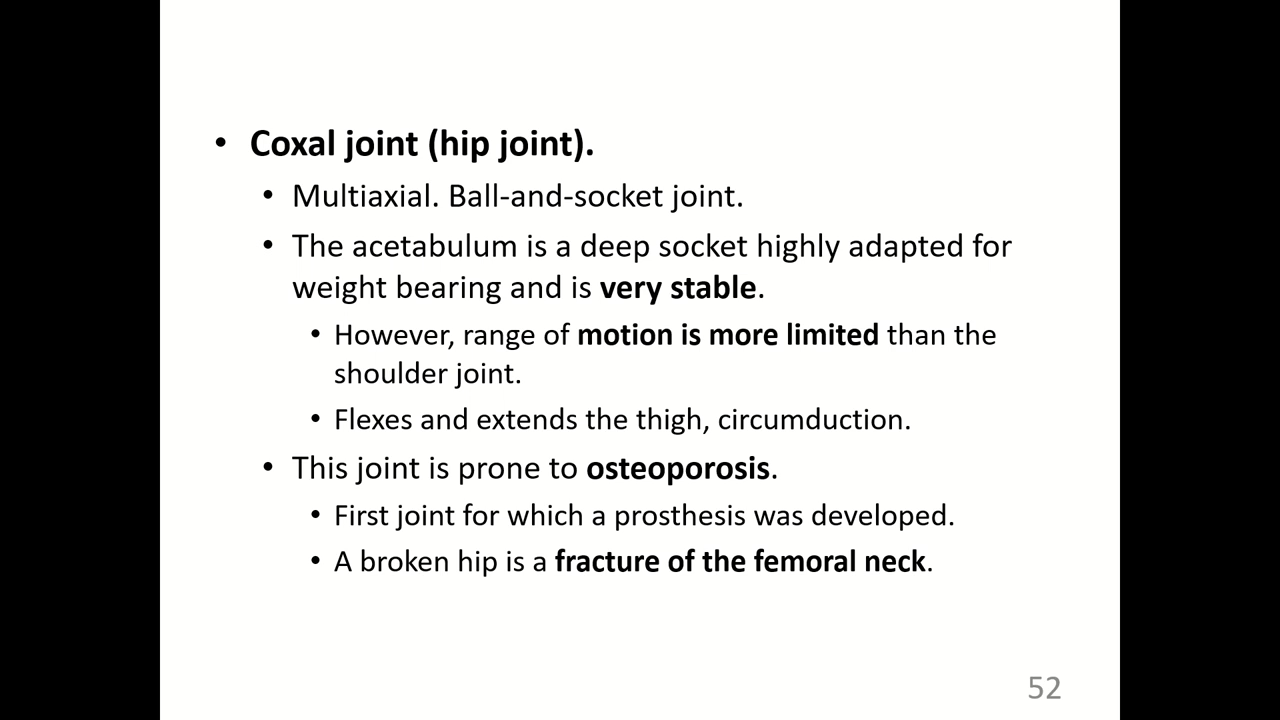 • Coxal joint (hip joint).
• Multiaxial. Ball-and-socket joint.
• The acetabulum is a deep socket highly adapted for
weight bearing and is very stable.
• However, range of motion is more limited than the
shoulder joint.
• Flexes and extends the thigh, circumduction.
• This joint is prone to osteoporosis.
• First joint for which a prosthesis was developed.
• A broken hip is a fracture of the femoral neck.
52